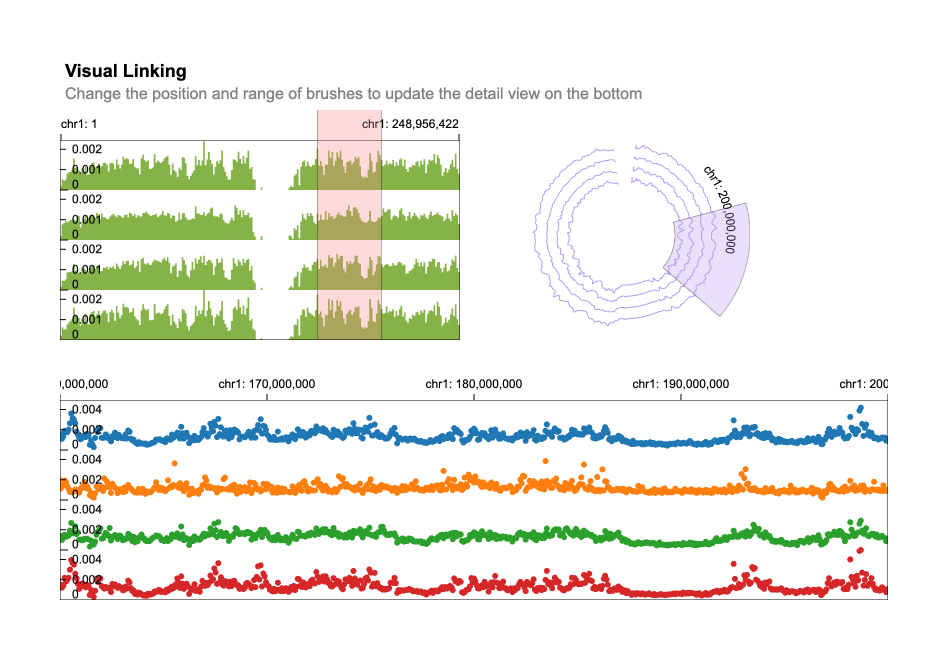 Visual Linking
Change the position and range of brushes to update the detail view on the bottom
chr1: 1
chr1: 248,956,422
0.002
0.001
0
0.002
0.001
0
0.002
0.001
0
0.002
0.001
0
chr1: 200,000,000
0,000,000
chr1: 170,000,000
chr1: 180,000,000
chr1: 190,000,000
chr1: 200
0.004
0.002
0
0.004
0.002
0
0.004
0.002
0
0.004
0.002
0